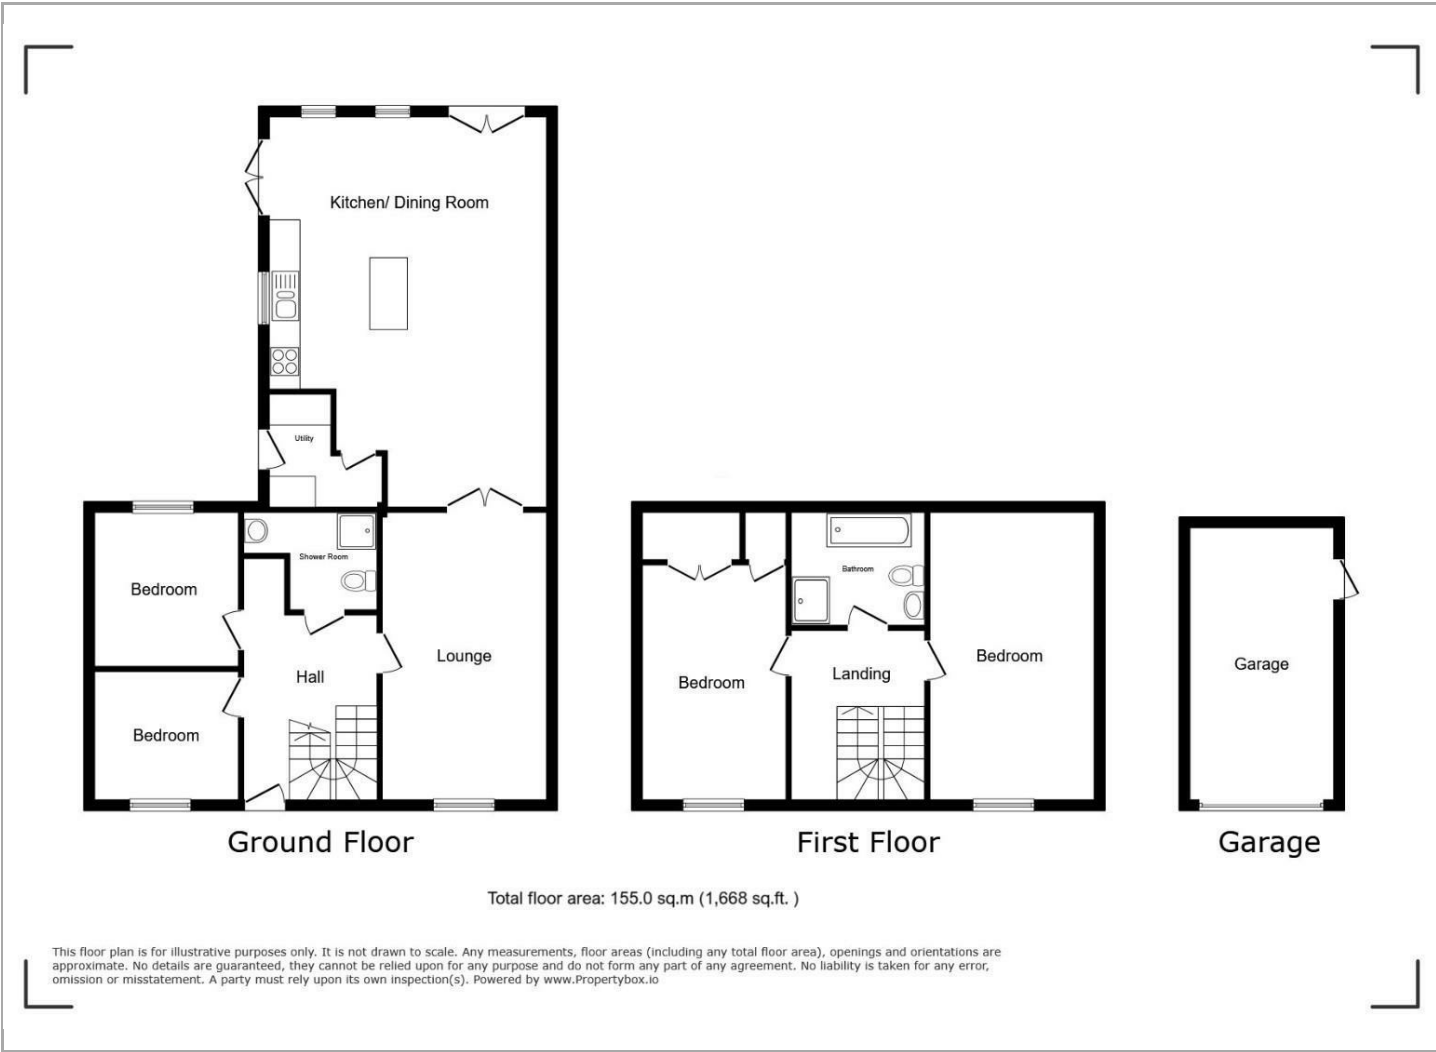 Kitchen/ Dining Room
Utility
Shower Room
Bedroom
Lounge
Hall
Bedroom
Ground Floor
Bathroom
Bedroom
Landing
Bedroom
First Floor
Garage
Garage
Total floor area: 155.0 sq.m (1,668 sq.ft. )
This floor plan is for illustrative purposes only. It is not drawn to scale. Any measurements, floor areas (including any total floor area), openings and orientations are
approximate. No details are guaranteed, they cannot be relied upon for any purpose and do not form any part of any agreement. No liability is taken for any error,
omission or misstatement. A party must rely upon its own inspection(s). Powered by www.Propertybox.io